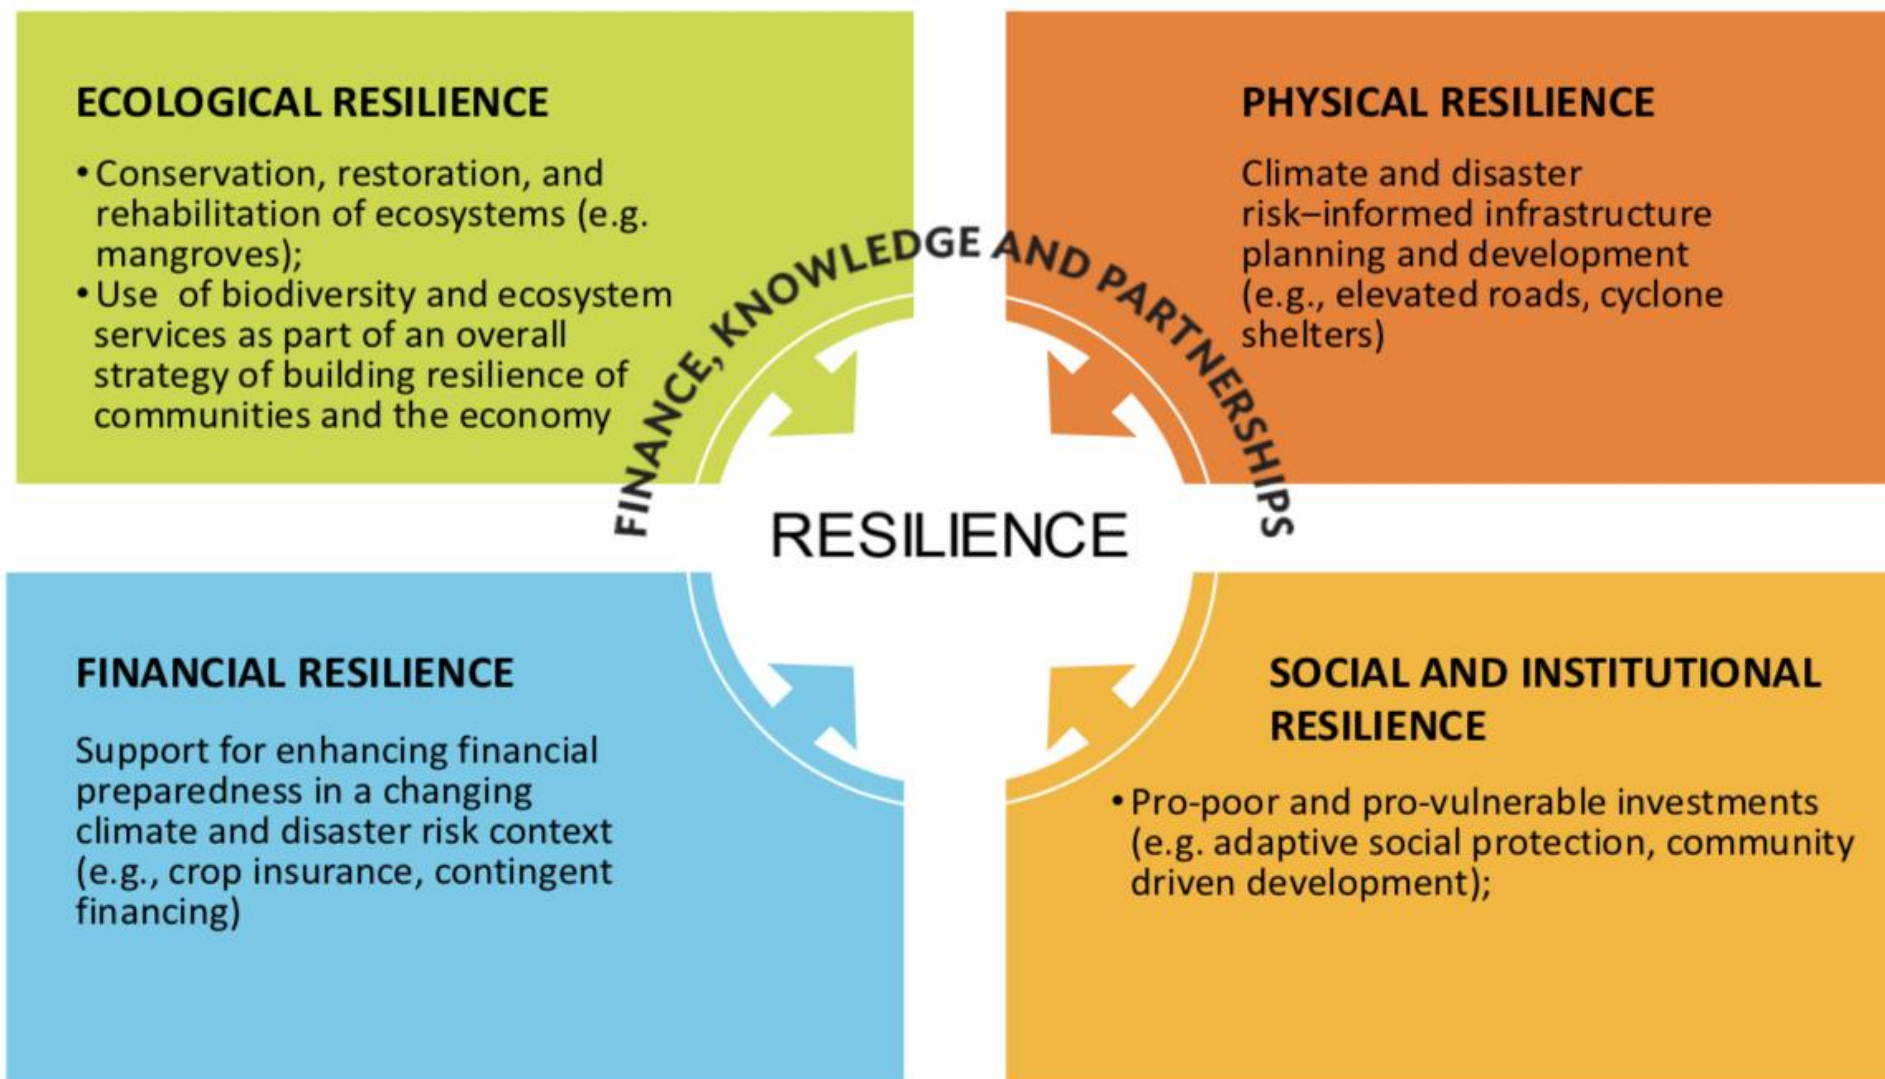 ECOLOGICAL RESILIENCE
• Conservation, restoration, and
rehabilitation of ecosystems (e.g.
mangroves);
• Use of biodiversity and ecosystem
services as part of an overall
strategy of building resilience of
communities and the economy
PHYSICAL RESILIENCE
Climate and disaster
risk–informed infrastructure
planning and development
(e.g., elevated roads, cyclone
shelters)
FINANCE, KNOWLEDGE AND PARTNERSHIPS
RESILIENCE
FINANCIAL RESILIENCE
Support for enhancing financial
preparedness in a changing
climate and disaster risk context
(e.g., crop insurance, contingent
financing)
SOCIAL AND INSTITUTIONAL
RESILIENCE
• Pro-poor and pro-vulnerable investments
(e.g. adaptive social protection, community
driven development);